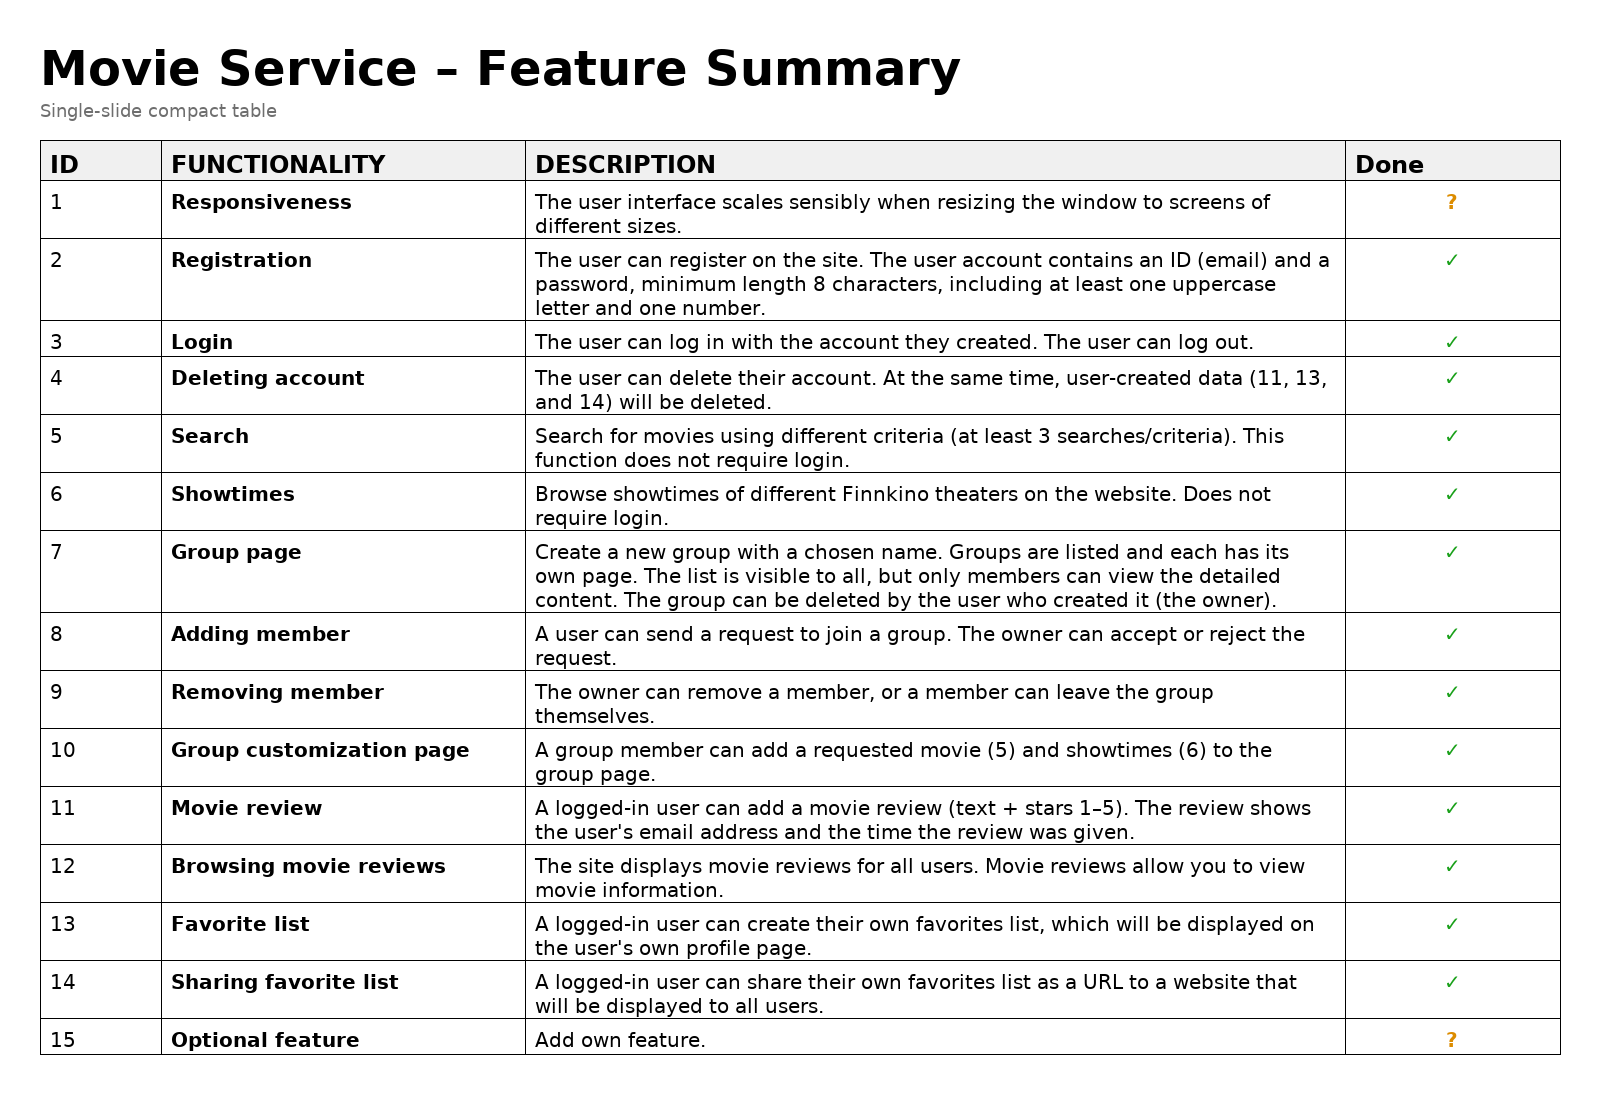 Movie Service – Feature Summary
Single-slide compact table
ID FUNCTIONALITY DESCRIPTION Done
1 Responsiveness The user interface scales sensibly when resizing the window to screens of ?
different sizes.
2 Registration The user can register on the site. The user account contains an ID (email) and a ✓
password, minimum length 8 characters, including at least one uppercase
letter and one number.
3 Login The user can log in with the account they created. The user can log out. ✓
4 Deleting account The user can delete their account. At the same time, user-created data (11, 13, ✓
and 14) will be deleted.
5 Search Search for movies using different criteria (at least 3 searches/criteria). This ✓
function does not require login.
6 Showtimes Browse showtimes of different Finnkino theaters on the website. Does not ✓
require login.
7 Group page Create a new group with a chosen name. Groups are listed and each has its ✓
own page. The list is visible to all, but only members can view the detailed
content. The group can be deleted by the user who created it (the owner).
8 Adding member A user can send a request to join a group. The owner can accept or reject the ✓
request.
9 Removing member The owner can remove a member, or a member can leave the group ✓
themselves.
10 Group customization page A group member can add a requested movie (5) and showtimes (6) to the ✓
group page.
11 Movie review A logged-in user can add a movie review (text + stars 1–5). The review shows ✓
the user's email address and the time the review was given.
12 Browsing movie reviews The site displays movie reviews for all users. Movie reviews allow you to view ✓
movie information.
13 Favorite list A logged-in user can create their own favorites list, which will be displayed on ✓
the user's own profile page.
14 Sharing favorite list A logged-in user can share their own favorites list as a URL to a website that ✓
will be displayed to all users.
15 Optional feature Add own feature. ?